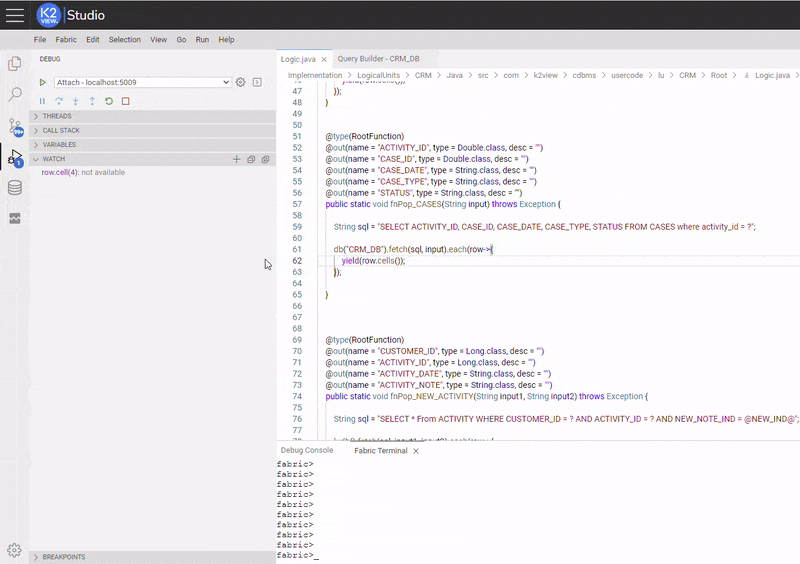 K2
VIEW
Studio
File Fabric Edit Selection View Go Run Help
DEBUG
Attach - localhost:5009
THREADS
CALL STACK
VARIABLES
WATCH
row.cell(4): not available
99+
1
BREAKPOINTS
Logic.java Query Builder - CRM_DB
Implementation > LogicalUnits > CRM > Java > src > com > k2view > cdbms > usercode > lu > CRM > Root > Logic.java
47 });
48 }
49
50
51 @type(RootFunction)
52 @out(name = "ACTIVITY_ID", type = Double.class, desc = "")
53 @out(name = "CASE_ID", type = Double.class, desc = "")
54 @out(name = "CASE_DATE", type = String.class, desc = "")
55 @out(name = "CASE_TYPE", type = String.class, desc = "")
56 @out(name = "STATUS", type = String.class, desc = "")
57 public static void fnPop_CASES(String input) throws Exception {
58
59 String sql = "SELECT ACTIVITY_ID, CASE_ID, CASE_DATE, CASE_TYPE, STATUS FROM CASES where activity_id = ?";
60
61 db("CRM_DB").fetch(sql, input).each(row->{
62 yield(row.cells());
63 });
64
65 }
66
67
68
69 @type(RootFunction)
70 @out(name = "CUSTOMER_ID", type = Long.class, desc = "")
71 @out(name = "ACTIVITY_ID", type = Long.class, desc = "")
72 @out(name = "ACTIVITY_DATE", type = String.class, desc = "")
73 @out(name = "ACTIVITY_NOTE", type = String.class, desc = "")
74 public static void fnPop_NEW_ACTIVITY(String input1, String input2) throws Exception {
75
76 String sql = "SELECT * From ACTIVITY WHERE CUSTOMER_ID = ? AND ACTIVITY_ID = ? AND NEW_NOTE_IND = @NEW_IND@";
77
Debug Console Fabric Terminal
fabric>
fabric>
fabric>
fabric>
fabric>
fabric>
fabric>
fabric>
fabric>
fabric>_